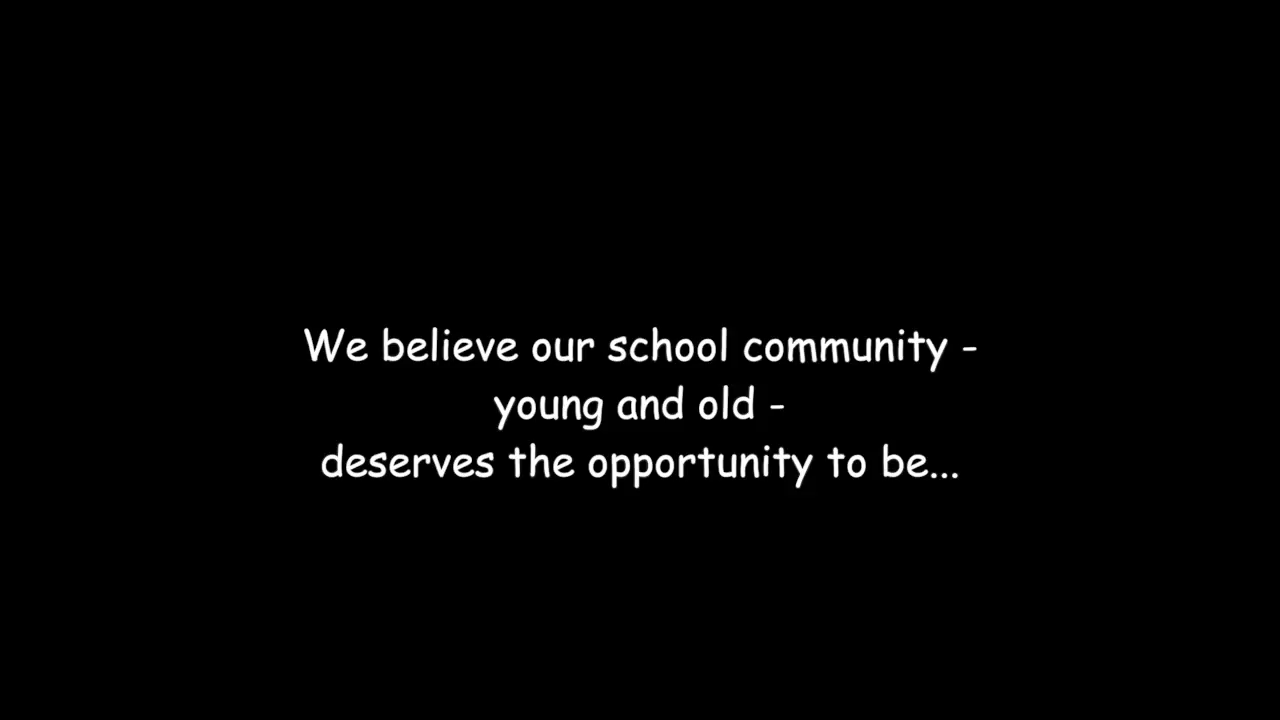 We believe our school community -
young and old -
deserves the opportunity to be...